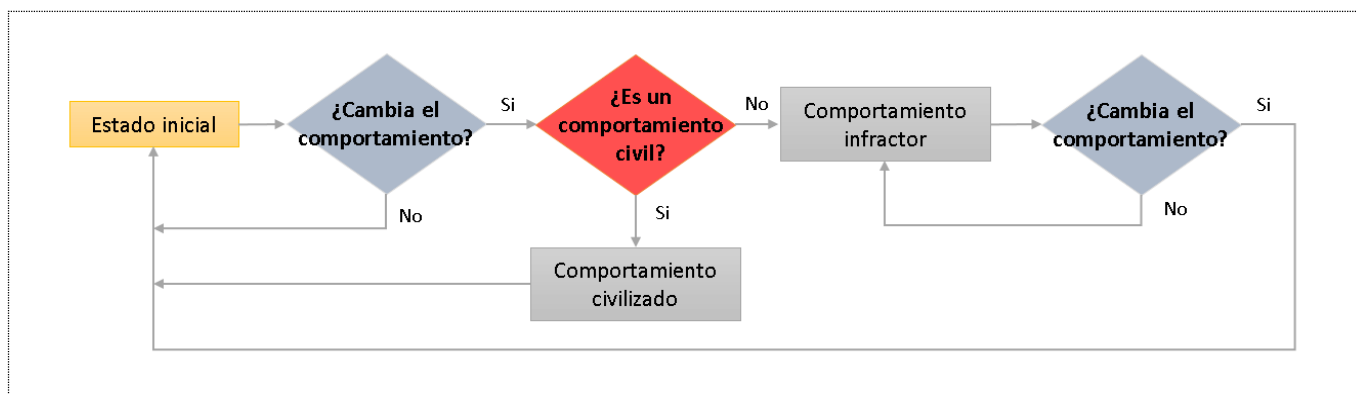 Estado inicial
¿Cambia el
comportamiento?
Si
¿Es un
comportamiento
civil?
No
Comportamiento
infractor
¿Cambia el
comportamiento?
Si
No
Si
No
Comportamiento
civilizado